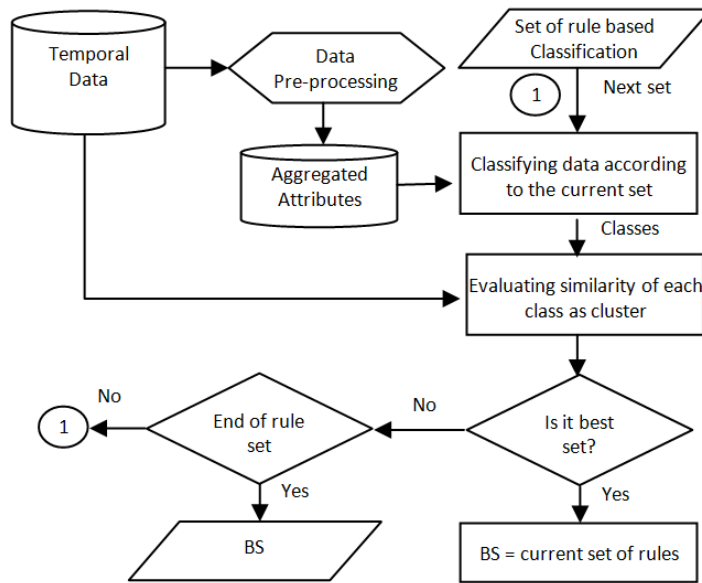 Temporal
Data
Data
Pre-processing
Set of rule based
Classification
1
Next set
Aggregated
Attributes
Classifying data according
to the current set
Classes
Evaluating similarity of each
class as cluster
No
1
End of rule
set
No
Is it best
set?
Yes
Yes
BS
BS = current set of rules